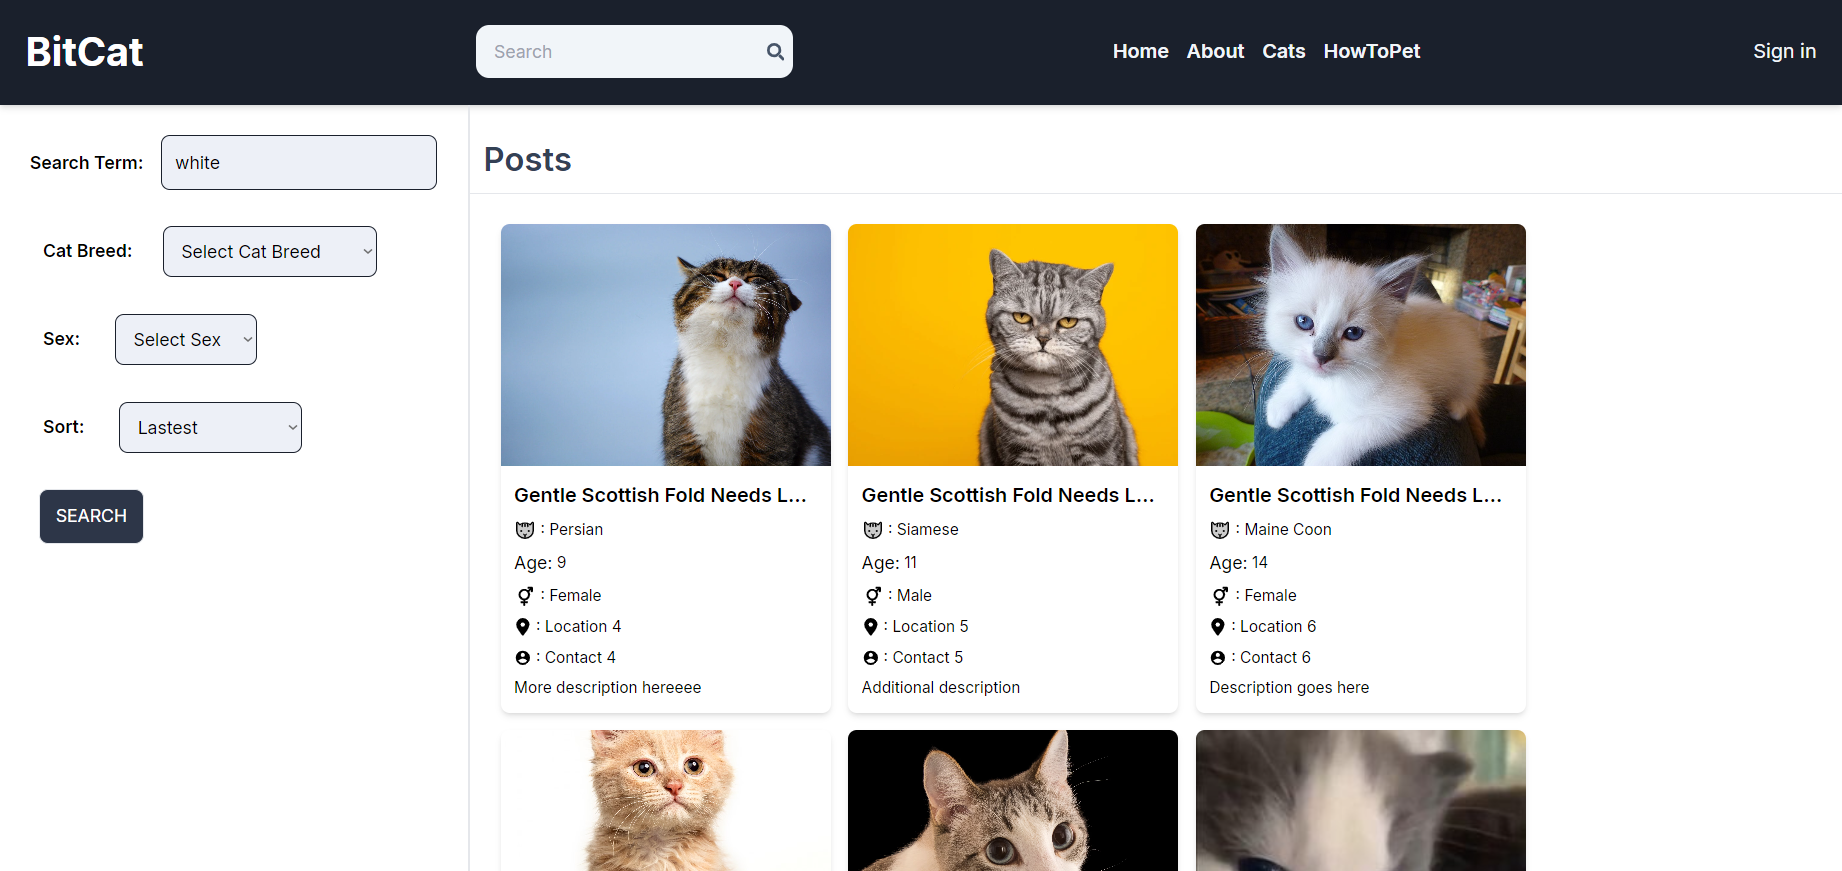 BitCat
Search
Home About Cats HowToPet
Sign in
Search Term: white
Cat Breed: Select Cat Breed
Sex: Select Sex
Sort: Lastest
SEARCH
Posts
Gentle Scottish Fold Needs L...
: Persian
Age: 9
: Female
: Location 4
: Contact 4
More description hereeee
Gentle Scottish Fold Needs L...
: Siamese
Age: 11
: Male
: Location 5
: Contact 5
Additional description
Gentle Scottish Fold Needs L...
: Maine Coon
Age: 14
: Female
: Location 6
: Contact 6
Description goes here